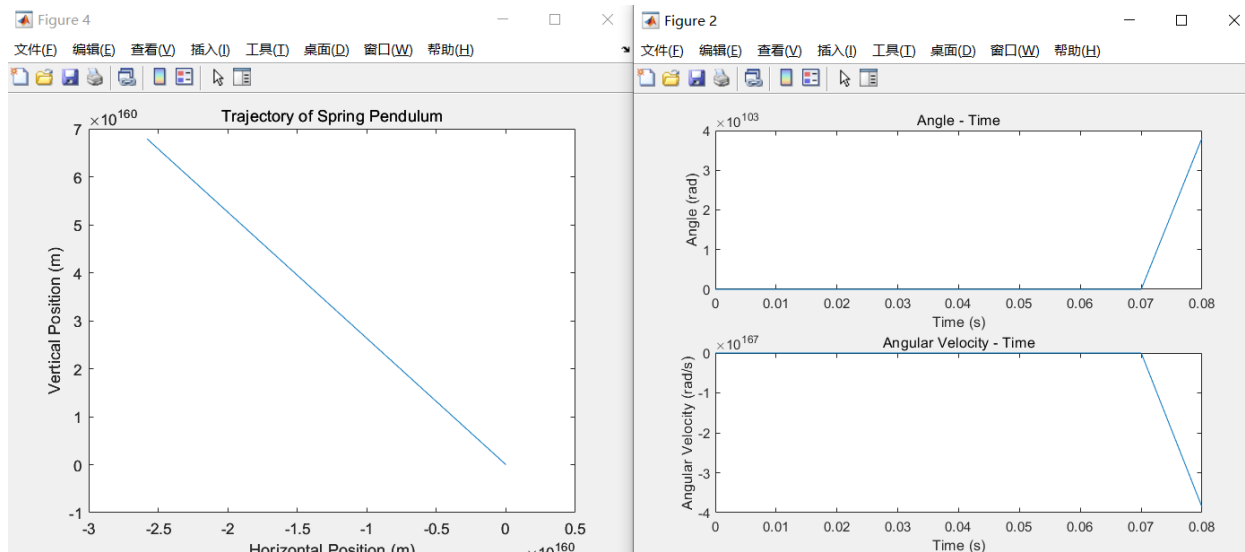 Figure 4
文件(F) 编辑(E) 查看(V) 插入(I) 工具(T) 桌面(D) 窗口(W) 帮助(H)
Trajectory of Spring Pendulum
×10^160
7
6
5
4
3
2
1
0
-1
Vertical Position (m)
-3 -2.5 -2 -1.5 -1 -0.5 0 0.5
Horizontal Position (m)
×10^160
Figure 2
文件(F) 编辑(E) 查看(V) 插入(I) 工具(T) 桌面(D) 窗口(W) 帮助(H)
Angle - Time
×10^103
4
3
2
1
0
Angle (rad)
0 0.01 0.02 0.03 0.04 0.05 0.06 0.07 0.08
Time (s)
Angular Velocity - Time
×10^167
0
-1
-2
-3
-4
Angular Velocity (rad/s)
0 0.01 0.02 0.03 0.04 0.05 0.06 0.07 0.08
Time (s)